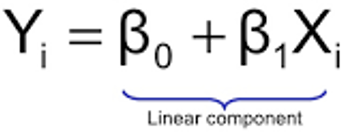 Yᵢ = β₀ + β₁Xᵢ
Linear component